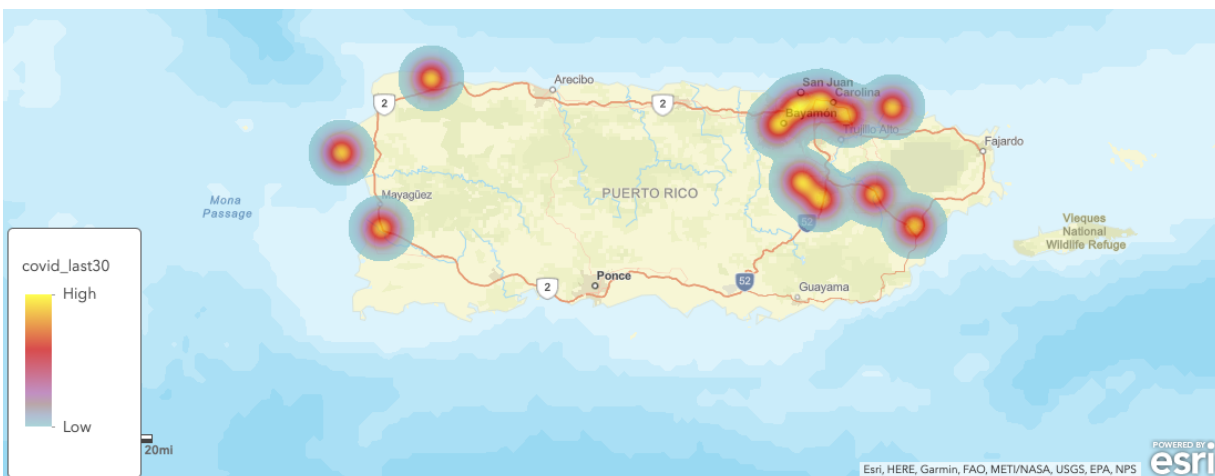 San Juan
Arecibo
Carolina
2
2
Bayamón
Trujillo Alto
Fajardo
Mayagüez
PUERTO RICO
Mona
Passage
52
Vieques
National
Wildlife Refuge
covid_last30
High
Low
Ponce
52
2
Guayama
20mi
POWERED BY
esri
Esri, HERE, Garmin, FAO, METI/NASA, USGS, EPA, NPS